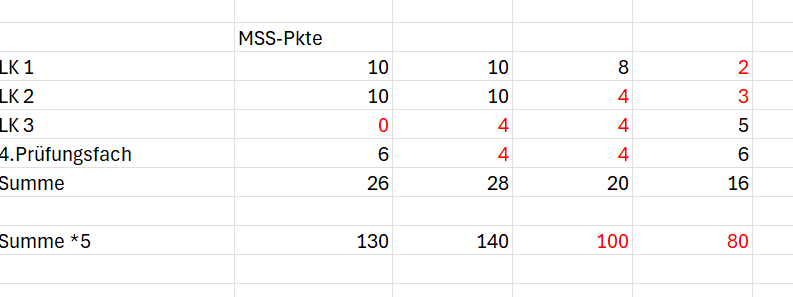 MSS-Pkte
LK 1 10 10 8 2
LK 2 10 10 4 3
LK 3 0 4 4 5
4.Prüfungsfach 6 4 4 6
Summe 26 28 20 16
Summe *5 130 140 100 80